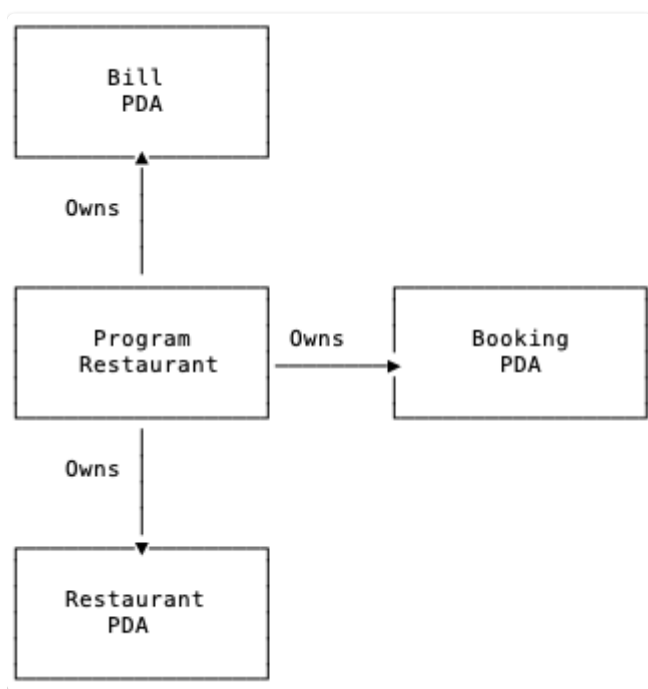 Bill
PDA
Owns
Program
Restaurant
Owns
Booking
PDA
Owns
Restaurant
PDA